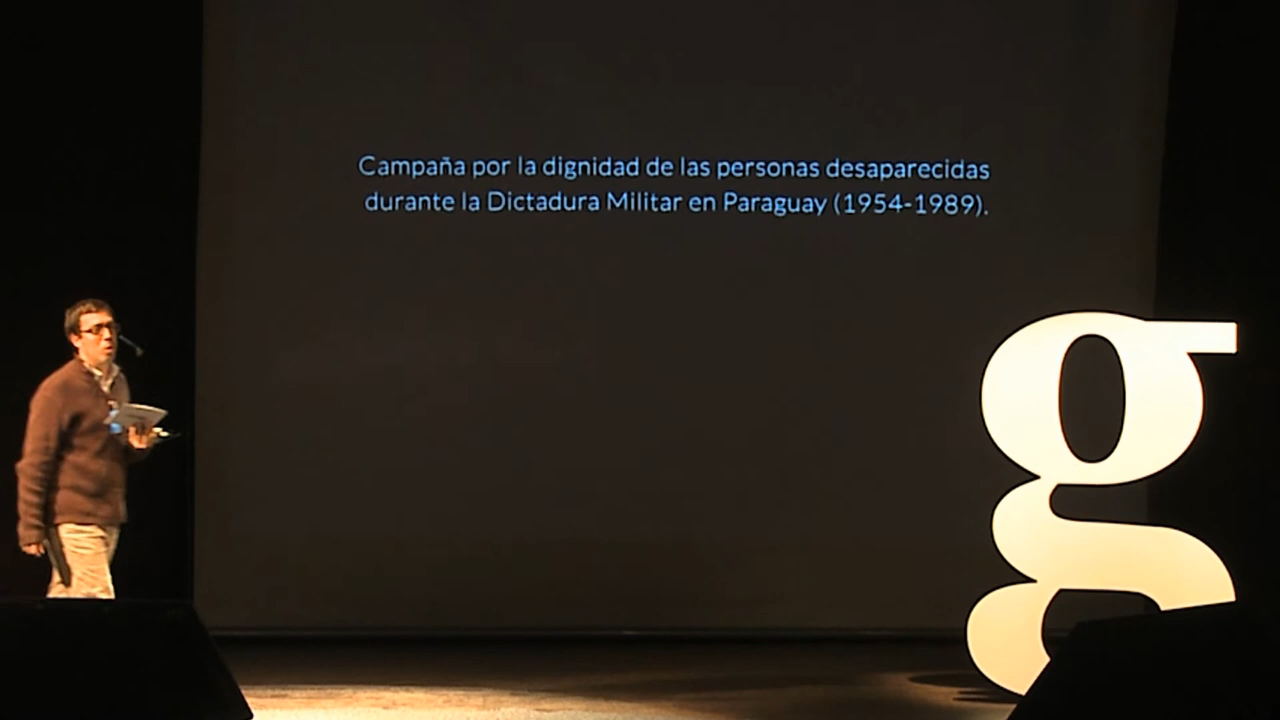 Campaña por la dignidad de las personas desaparecidas
durante la Dictadura Militar en Paraguay (1954-1989).
g